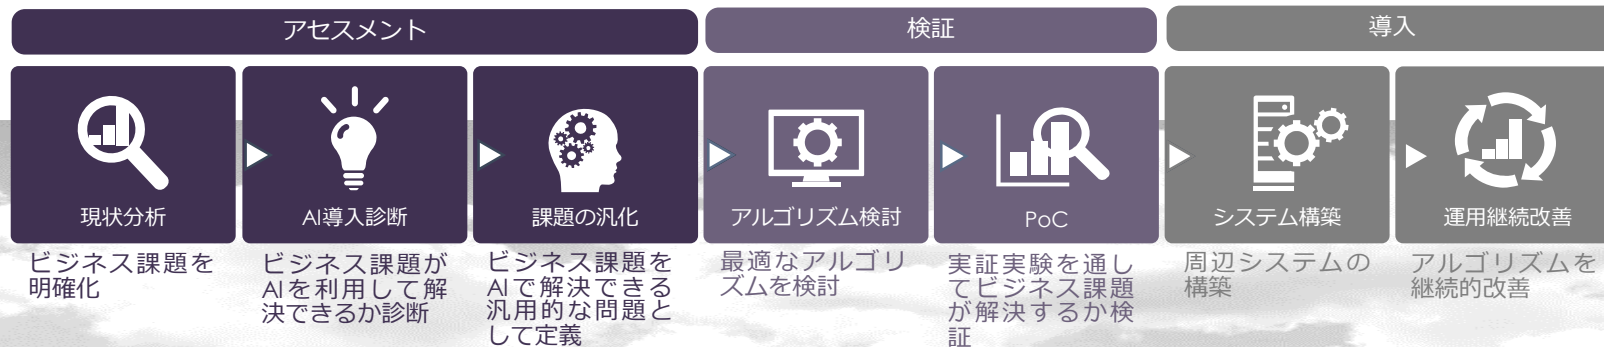 アセスメント
検証
導入
現状分析
AI導入診断
課題の汎化
アルゴリズム検討
PoC
システム構築
運用継続改善
ビジネス課題を
明確化
ビジネス課題が
AIを利用して解
決できるか診断
ビジネス課題を
AIで解決できる
汎用的な問題と
して定義
最適なアルゴリ
ズムを検討
実証実験を通し
てビジネス課題
が解決するか検
証
周辺システムの
構築
アルゴリズムを
継続的改善